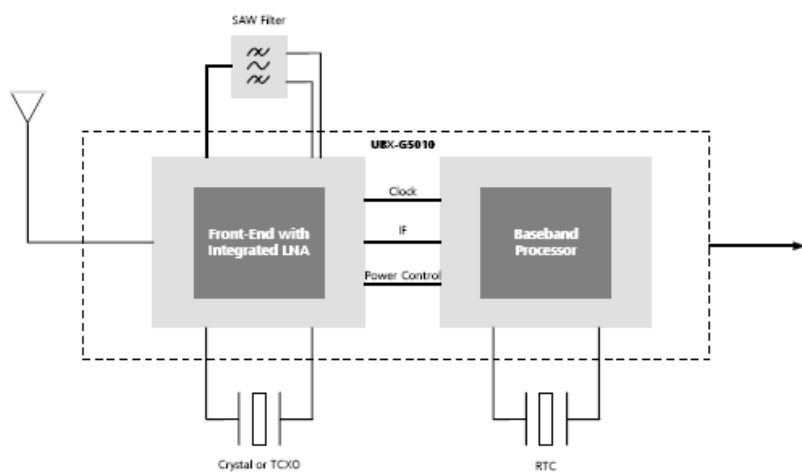 SAW Filter
UBX-G5010
Front-End with
Integrated LNA
Clock
IF
Power Control
Baseband
Processor
Crystal or TCXO
RTC